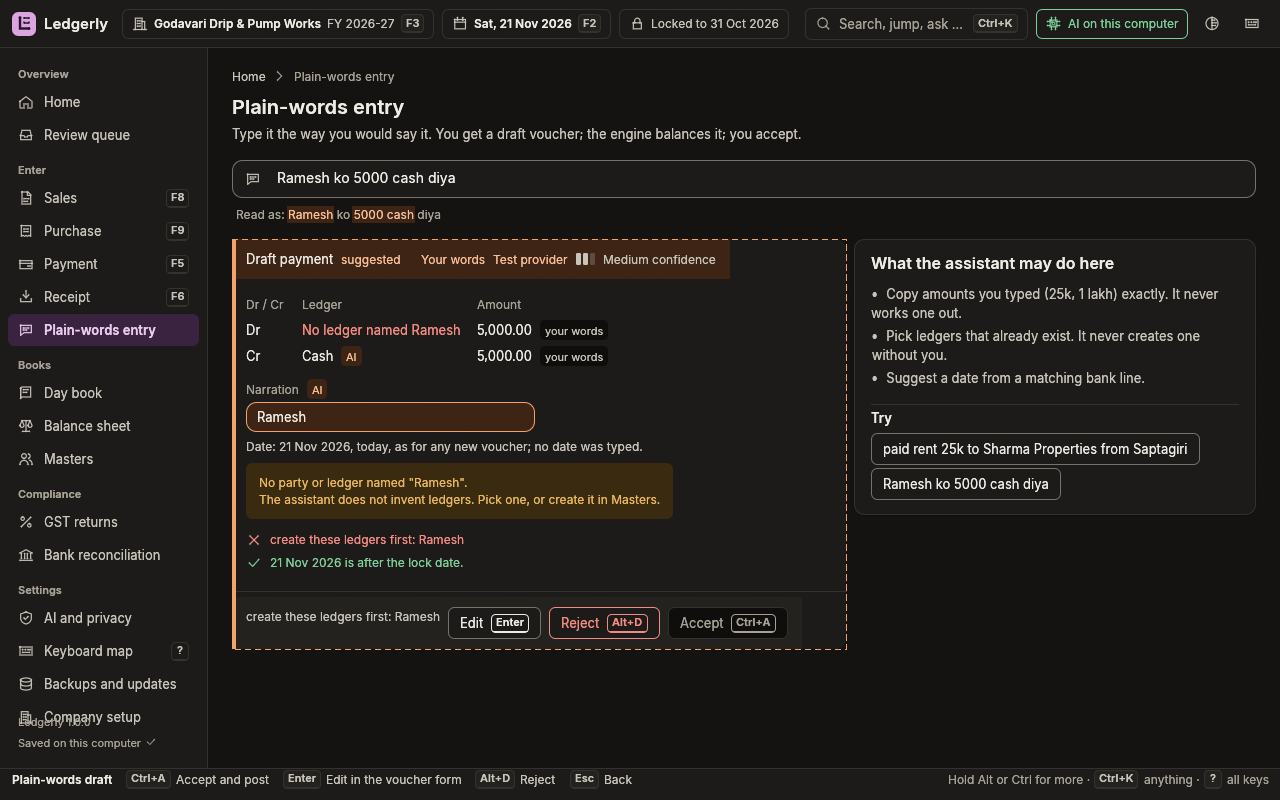 Ledgerly
Godavari Drip & Pump Works FY 2026-27 F3
Sat, 21 Nov 2026 F2
Locked to 31 Oct 2026
Search, jump, ask ... Ctrl+K
AI on this computer
Overview
Home
Review queue
Enter
Sales F8
Purchase F9
Payment F5
Receipt F6
Plain-words entry
Books
Day book
Balance sheet
Masters
Compliance
GST returns
Bank reconciliation
Settings
AI and privacy
Keyboard map ?
Backups and updates
Company setup
Saved on this computer
Home Plain-words entry
Plain-words entry
Type it the way you would say it. You get a draft voucher; the engine balances it; you accept.
Ramesh ko 5000 cash diya
Read as: Ramesh ko 5000 cash diya
Draft payment suggested Your words Test provider Medium confidence
Dr / Cr Ledger Amount
Dr No ledger named Ramesh 5,000.00 your words
Cr Cash AI 5,000.00 your words
Narration AI
Ramesh
Date: 21 Nov 2026, today, as for any new voucher; no date was typed.
No party or ledger named "Ramesh".
The assistant does not invent ledgers. Pick one, or create it in Masters.
create these ledgers first: Ramesh
21 Nov 2026 is after the lock date.
create these ledgers first: Ramesh Edit Enter Reject Alt+D Accept Ctrl+A
What the assistant may do here
• Copy amounts you typed (25k, 1 lakh) exactly. It never
works one out.
• Pick ledgers that already exist. It never creates one
without you.
• Suggest a date from a matching bank line.
Try
paid rent 25k to Sharma Properties from Saptagiri
Ramesh ko 5000 cash diya
Plain-words draft Ctrl+A Accept and post Enter Edit in the voucher form Alt+D Reject Esc Back
Hold Alt or Ctrl for more · Ctrl+K anything · ? all keys